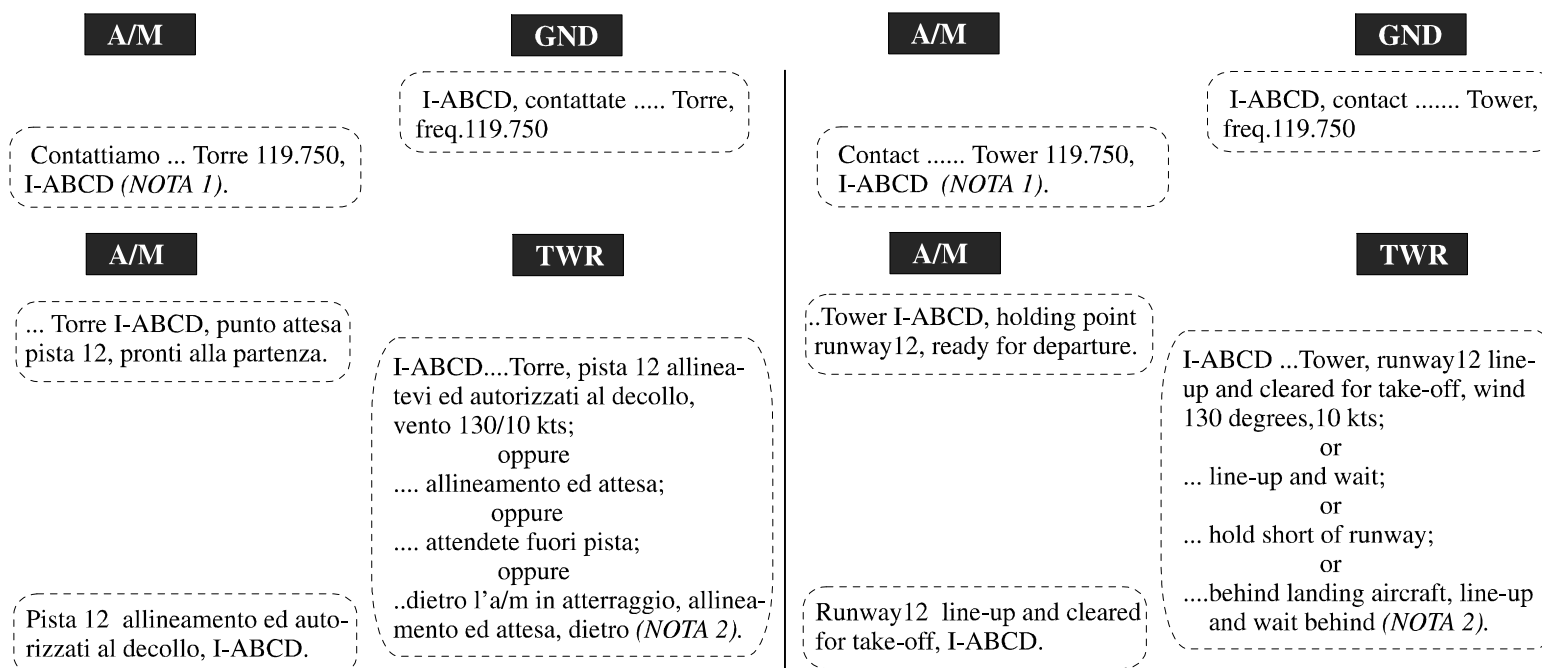 A/M
GND
I-ABCD, contattate ..... Torre,
freq.119.750
Contattiamo ... Torre 119.750,
I-ABCD (NOTA 1).
A/M
TWR
... Torre I-ABCD, punto attesa
pista 12, pronti alla partenza.
I-ABCD....Torre, pista 12 allinea-
tevi ed autorizzati al decollo,
vento 130/10 kts;
oppure
.... allineamento ed attesa;
oppure
.... attendete fuori pista;
oppure
..dietro l'a/m in atterraggio, allinea-
mento ed attesa, dietro (NOTA 2).
Pista 12 allineamento ed auto-
rizzati al decollo, I-ABCD.
A/M
GND
I-ABCD, contact ....... Tower,
freq.119.750
Contact ...... Tower 119.750,
I-ABCD (NOTA 1).
A/M
TWR
..Tower I-ABCD, holding point
runway12, ready for departure.
I-ABCD ...Tower, runway12 line-
up and cleared for take-off, wind
130 degrees,10 kts;
or
... line-up and wait;
or
... hold short of runway;
or
....behind landing aircraft, line-up
and wait behind (NOTA 2).
Runway12 line-up and cleared
for take-off, I-ABCD.